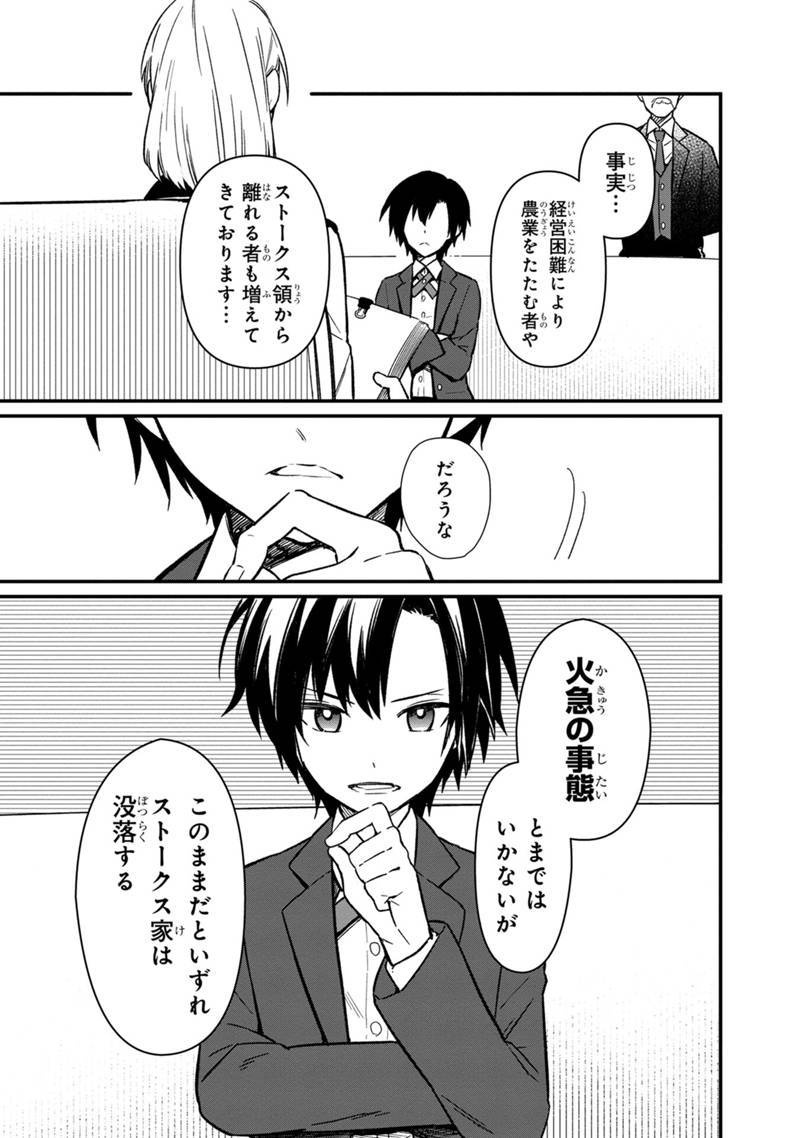 事実…
経営困難により
農業をたたむ者や
ストークス領から
離れる者も増えて
きております…
だろうな
火急の事態
とまでは
いかないが
このままだといずれ
ストークス家は
没落する